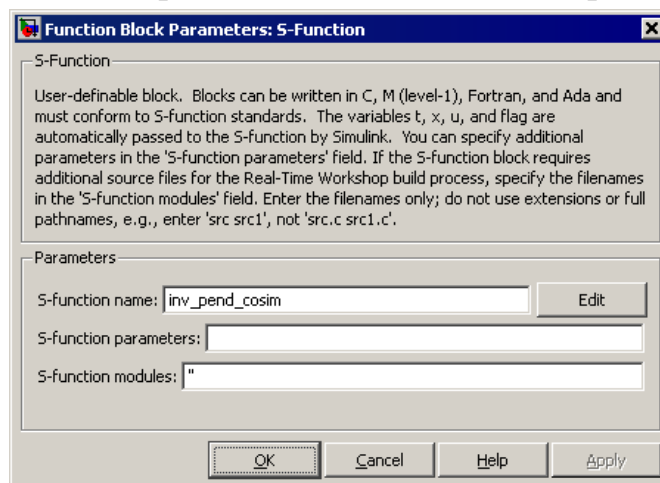 Function Block Parameters: S-Function
S-Function
User-definable block.  Blocks can be written in C, M (level-1), Fortran, and Ada and
must conform to S-function standards.  The variables t, x, u, and flag are
automatically passed to the S-function by Simulink.  You can specify additional
parameters in the 'S-function parameters' field. If the S-function block requires
additional source files for the Real-Time Workshop build process, specify the filenames
in the 'S-function modules' field. Enter the filenames only; do not use extensions or full
pathnames, e.g., enter 'src src1', not 'src.c src1.c'.
Parameters
S-function name: inv_pend_cosim Edit
S-function parameters:
S-function modules: ''
OK Cancel Help Apply